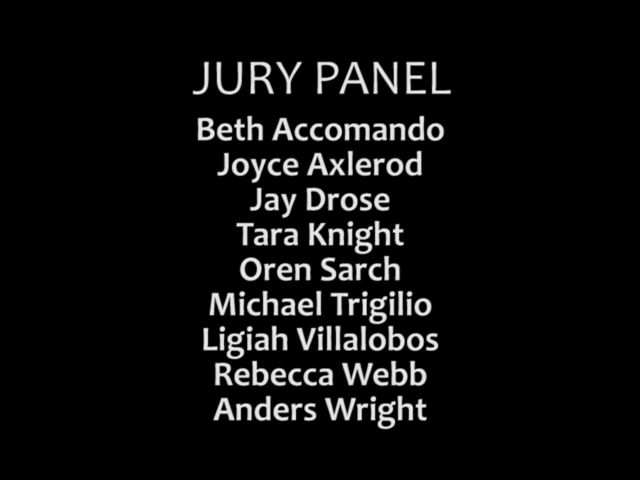 JURY PANEL
Beth Accomando
Joyce Axlerod
Jay Drose
Tara Knight
Oren Sarch
Michael Trigilio
Ligiah Villalobos
Rebecca Webb
Anders Wright